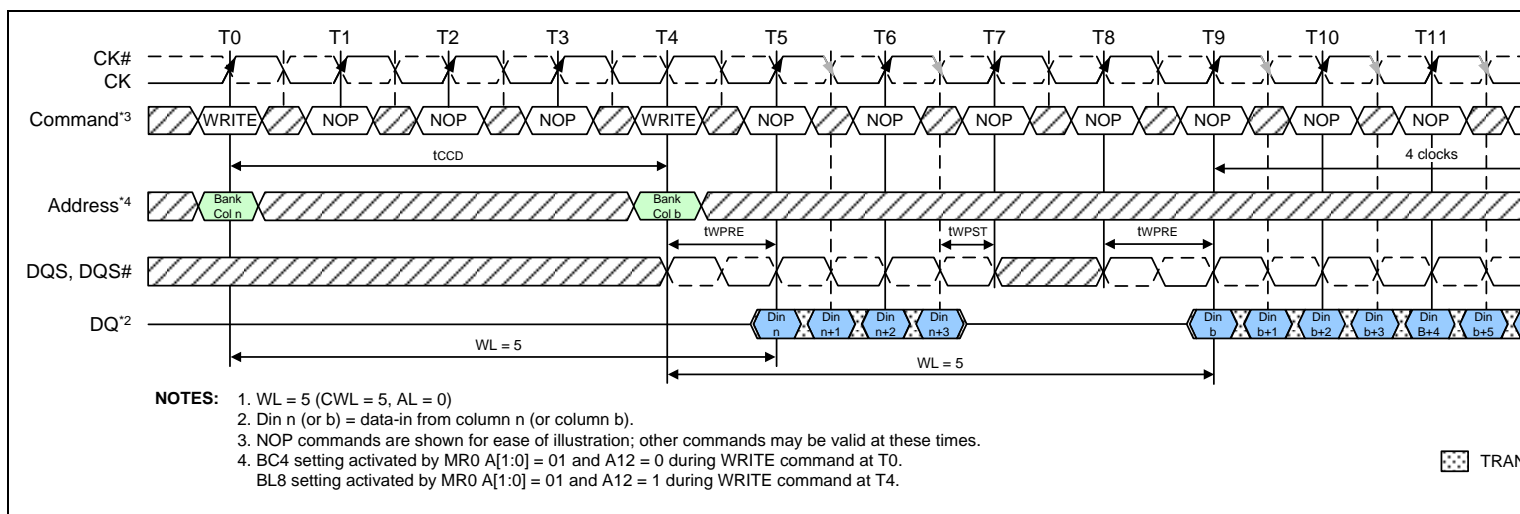 T0 T1 T2 T3 T4 T5 T6 T7 T8 T9 T10 T11
CK#
CK
Command*3 WRITE NOP NOP NOP WRITE NOP NOP NOP NOP NOP NOP NOP
tCCD 4 clocks
Address*4 Bank Col n Bank Col b
tWPRE tWPST tWPRE
DQS, DQS#
DQ*2 Din n Din n+1 Din n+2 Din n+3 Din b Din b+1 Din b+2 Din b+3 Din B+4 Din b+5
WL = 5
WL = 5
NOTES: 1. WL = 5 (CWL = 5, AL = 0)
2. Din n (or b) = data-in from column n (or column b).
3. NOP commands are shown for ease of illustration; other commands may be valid at these times.
4. BC4 setting activated by MR0 A[1:0] = 01 and A12 = 0 during WRITE command at T0.
BL8 setting activated by MR0 A[1:0] = 01 and A12 = 1 during WRITE command at T4.
TRAN